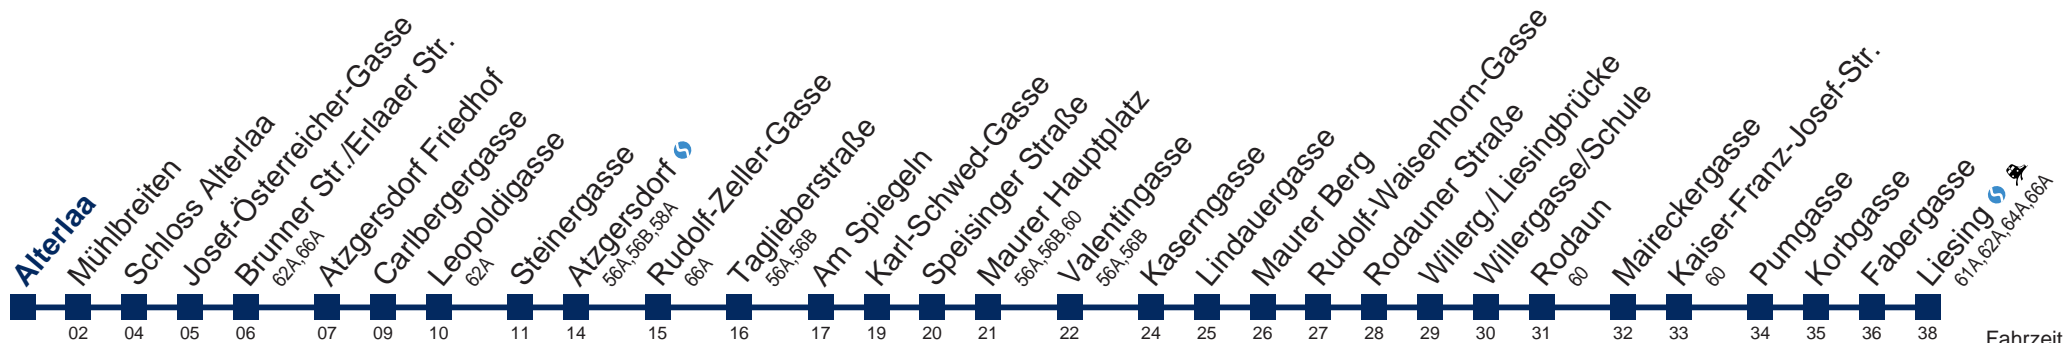 Alterlaa
Mühlbreiten
02
Schloss Alterlaa
04
Josef-Österreicher-Gasse
05
Brunner Str./Erlaaer Str.
62A,66A
06
Atzgersdorf Friedhof
07
Carlbergergasse
09
Leopoldigasse
62A
10
Steinergasse
11
Atzgersdorf
56A,56B,58A
14
Rudolf-Zeller-Gasse
66A
15
Taglieberstraße
56A,56B
16
Am Spiegeln
17
Karl-Schwed-Gasse
19
Speisinger Straße
20
Maurer Hauptplatz
56A,56B,60
21
Valentingasse
56A,56B
22
Kaserngasse
24
Lindauergasse
25
Maurer Berg
26
Rudolf-Waisenhorn-Gasse
27
Rodauner Straße
28
Willerg./Liesingbrücke
29
Willergasse/Schule
30
Rodaun
60
31
Maireckergasse
32
Kaiser-Franz-Josef-Str.
60
33
Pumgasse
34
Korbgasse
35
Fabergasse
36
Liesing
61A,62A,64A,66A
38
Fahrzeit